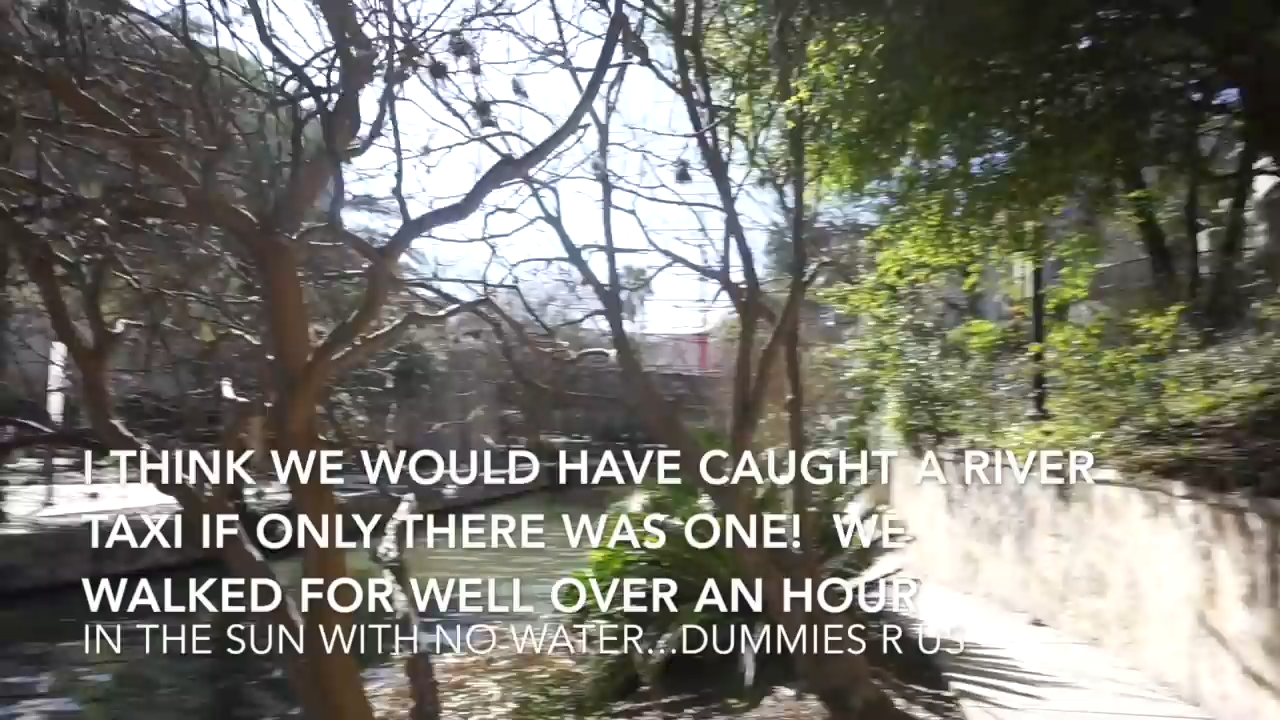 I THINK WE WOULD HAVE CAUGHT A RIVER
TAXI IF ONLY THERE WAS ONE! WE
WALKED FOR WELL OVER AN HOUR
IN THE SUN WITH NO WATER...DUMMIES R US